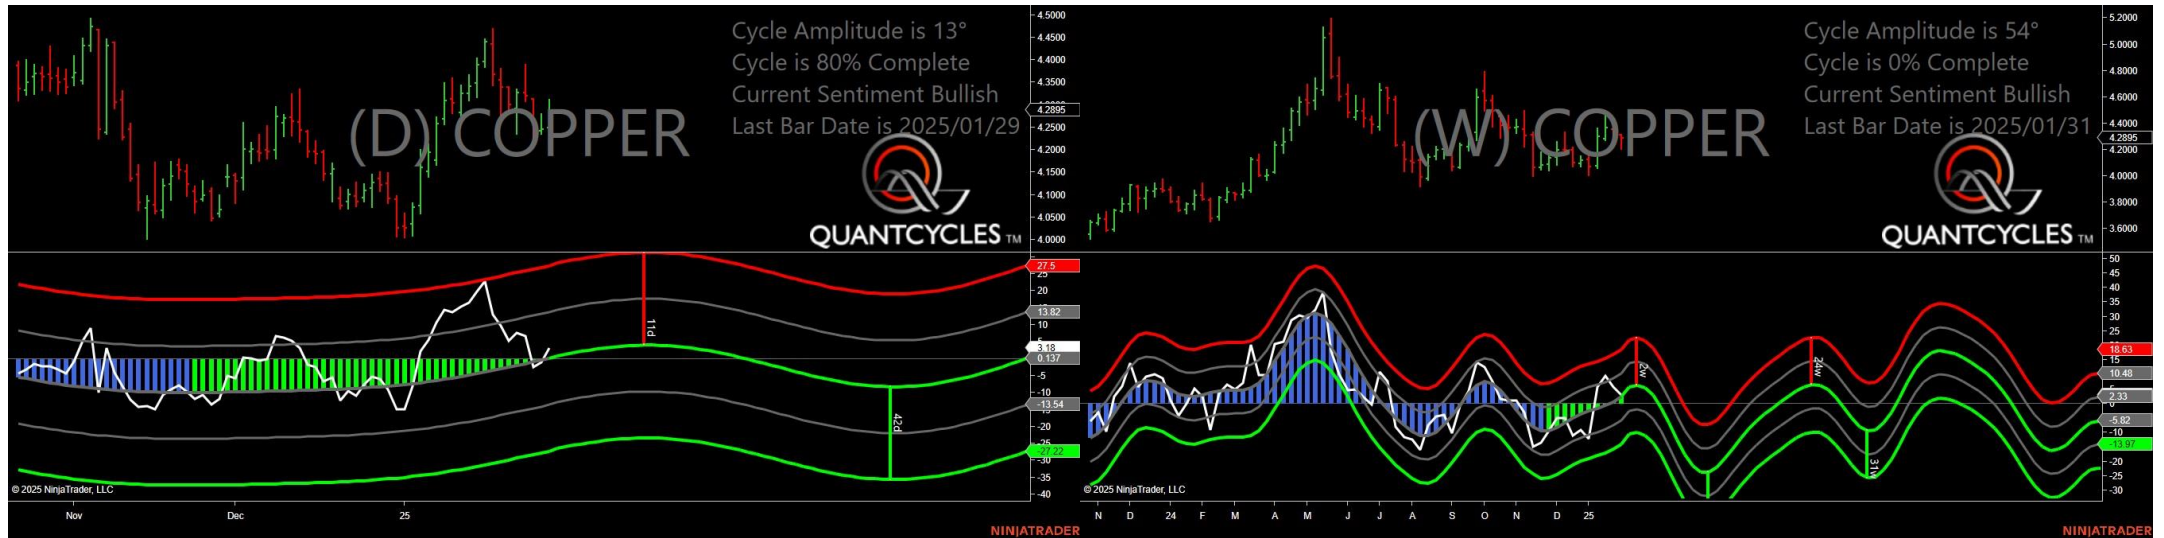 Cycle Amplitude is 13°
Cycle is 80% Complete
Current Sentiment Bullish
Last Bar Date is 2025/01/29
(D) COPPER
QUANTCYCLES TM
4.5000
4.4500
4.4000
4.3500
4.2895
4.2500
4.2000
4.1500
4.1000
4.0500
4.0000
27.5
25
20
13.82
10
3.18
0.137
-5
-10
-13.54
-20
-27.22
-30
-35
-40
11d
42d
© 2025 NinjaTrader, LLC
Nov Dec 25
NINJATRADER
Cycle Amplitude is 54°
Cycle is 0% Complete
Current Sentiment Bullish
Last Bar Date is 2025/01/31
(W) COPPER
QUANTCYCLES TM
5.2000
5.0000
4.8000
4.6000
4.4000
4.2895
4.2000
4.0000
3.8000
3.6000
50
45
40
35
30
25
18.63
15
10.48
2.33
-5.82
-10
-13.97
-20
-25
-30
2w
24w
31w
© 2025 NinjaTrader, LLC
N D 24 F M A M J J A S O N D 25
NINJATRADER